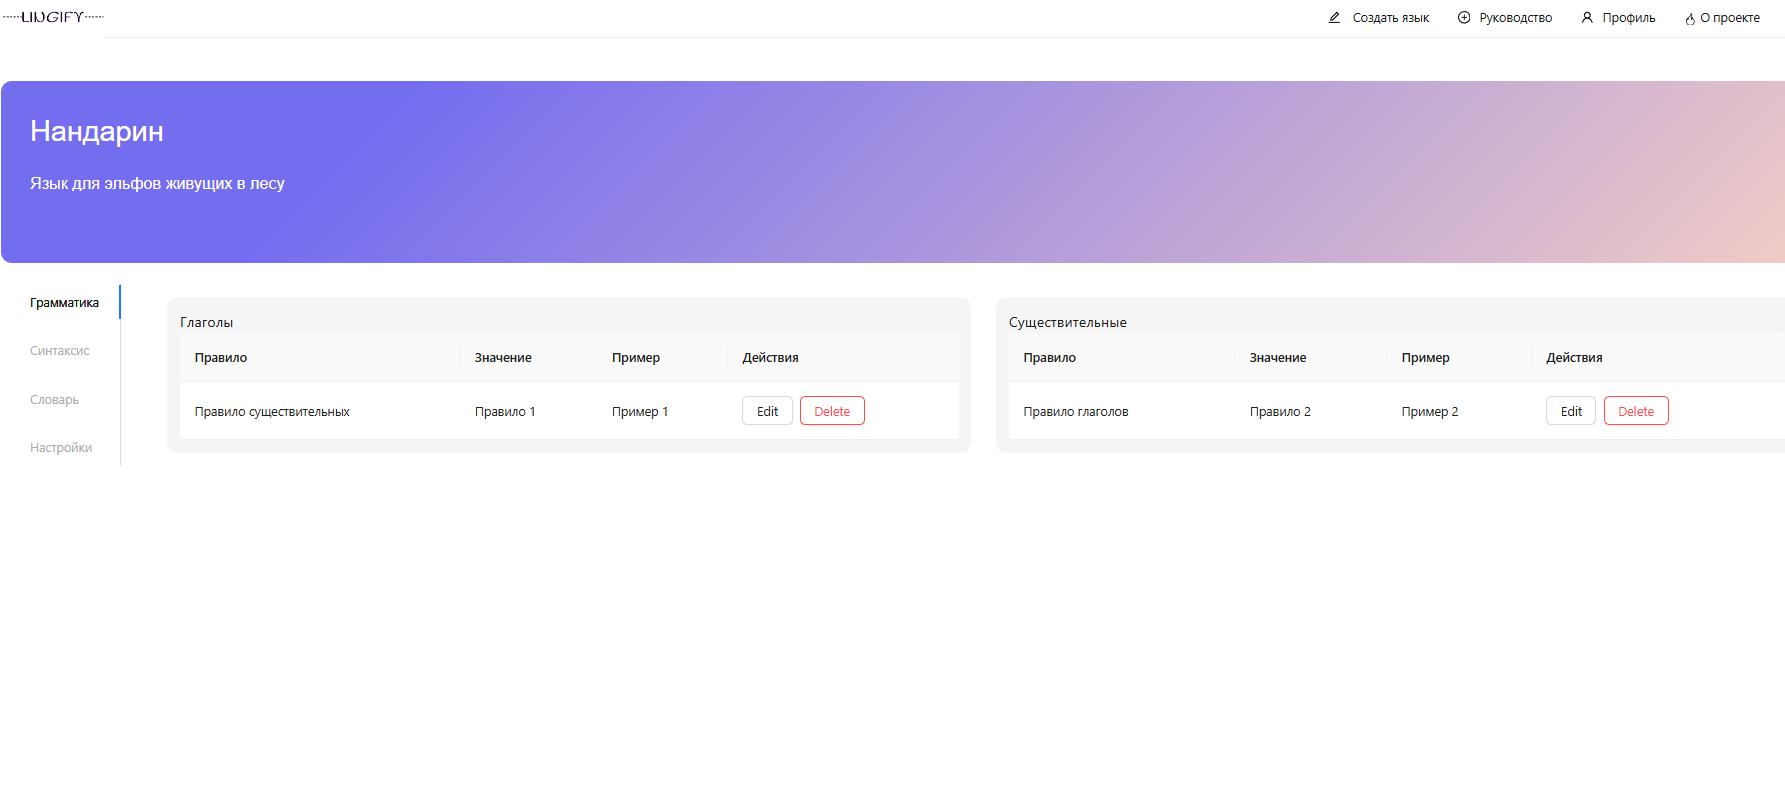 LINGIFY
Создать язык Руководство Профиль О проекте
Нандарин
Язык для эльфов живущих в лесу
Грамматика
Синтаксис
Словарь
Настройки
Глаголы
Правило Значение Пример Действия
Правило существительных Правило 1 Пример 1 Edit Delete
Существительные
Правило Значение Пример Действия
Правило глаголов Правило 2 Пример 2 Edit Delete